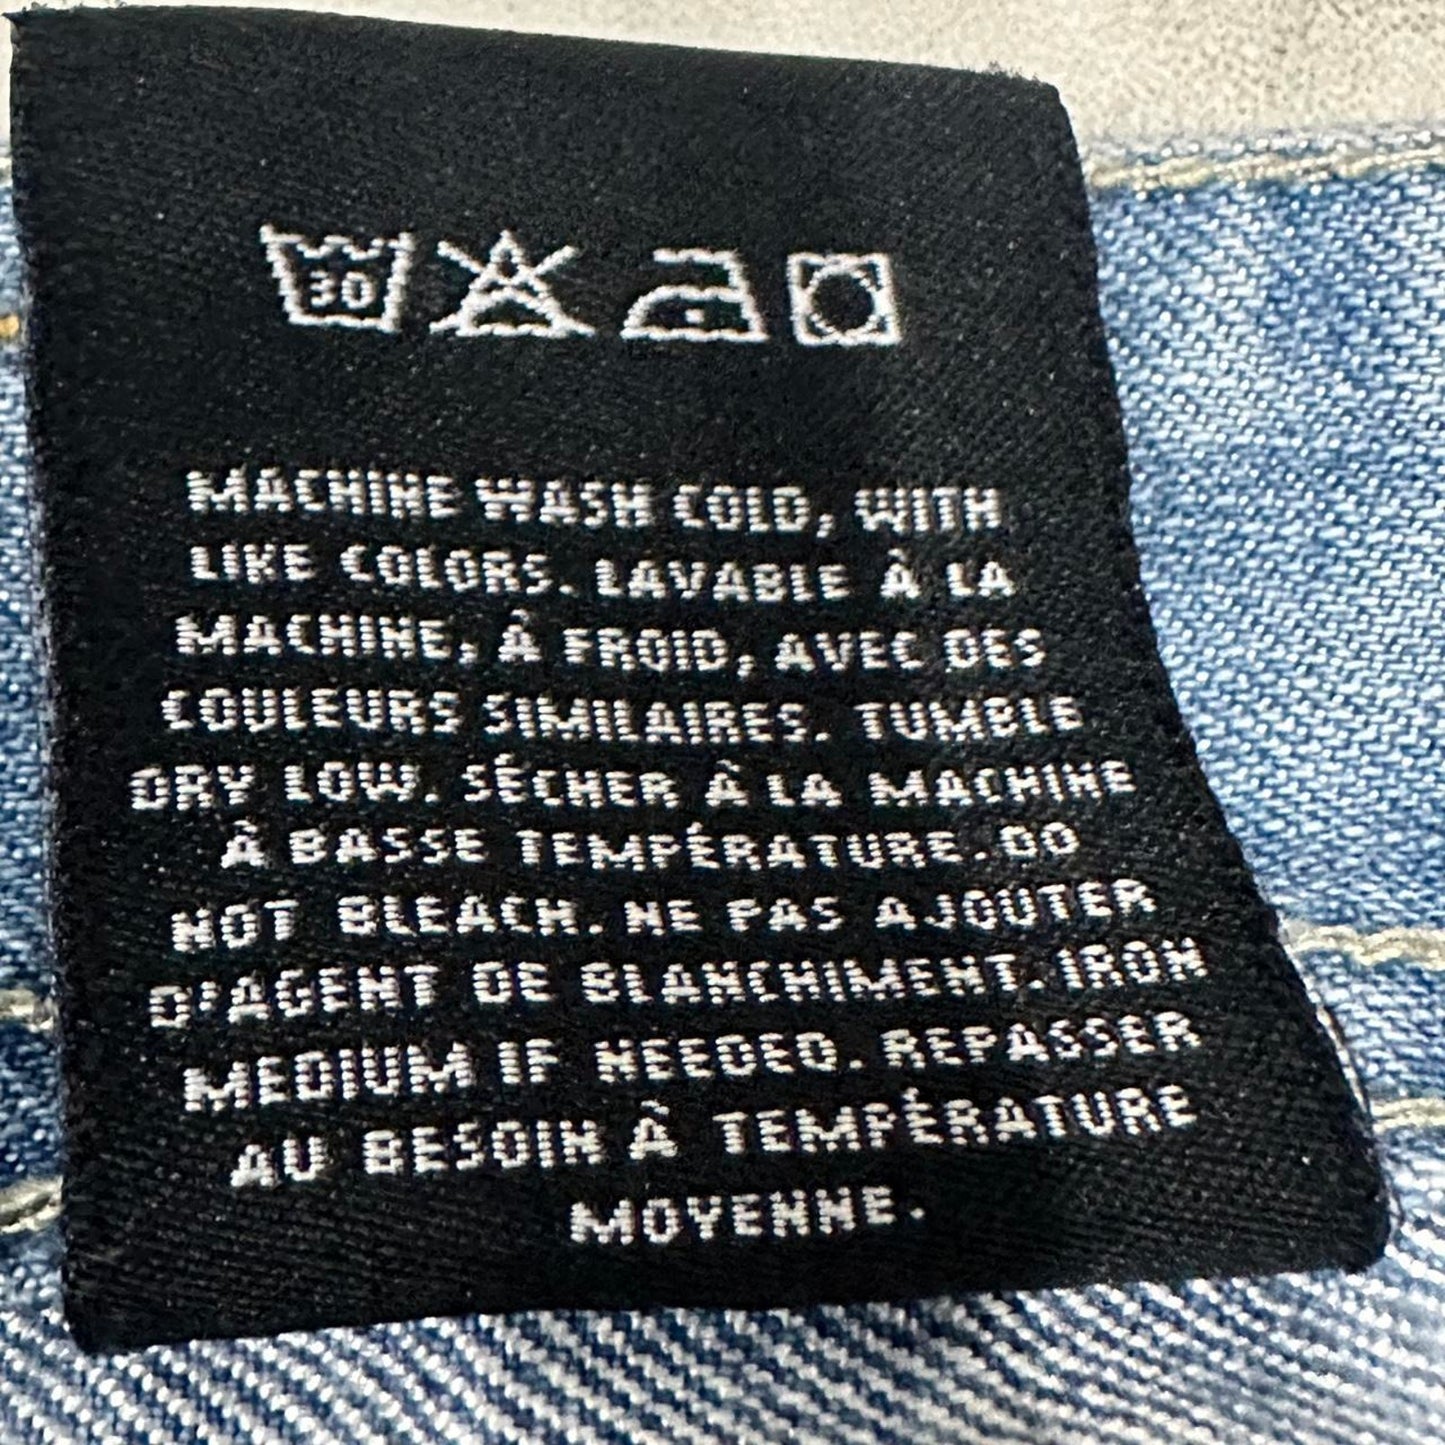 30
MACHINE WASH COLD, WITH
LIKE COLORS. LAVABLE À LA
MACHINE, À FROID, AVEC DES
COULEURS SIMILAIRES. TUMBLE
DRY LOW. SÉCHER À LA MACHINE
À BASSE TEMPÉRATURE. DO
NOT BLEACH. NE PAS AJOUTER
D'AGENT DE BLANCHIMENT. IRON
MEDIUM IF NEEDED. REPASSER
AU BESOIN À TEMPÉRATURE
MOYENNE.